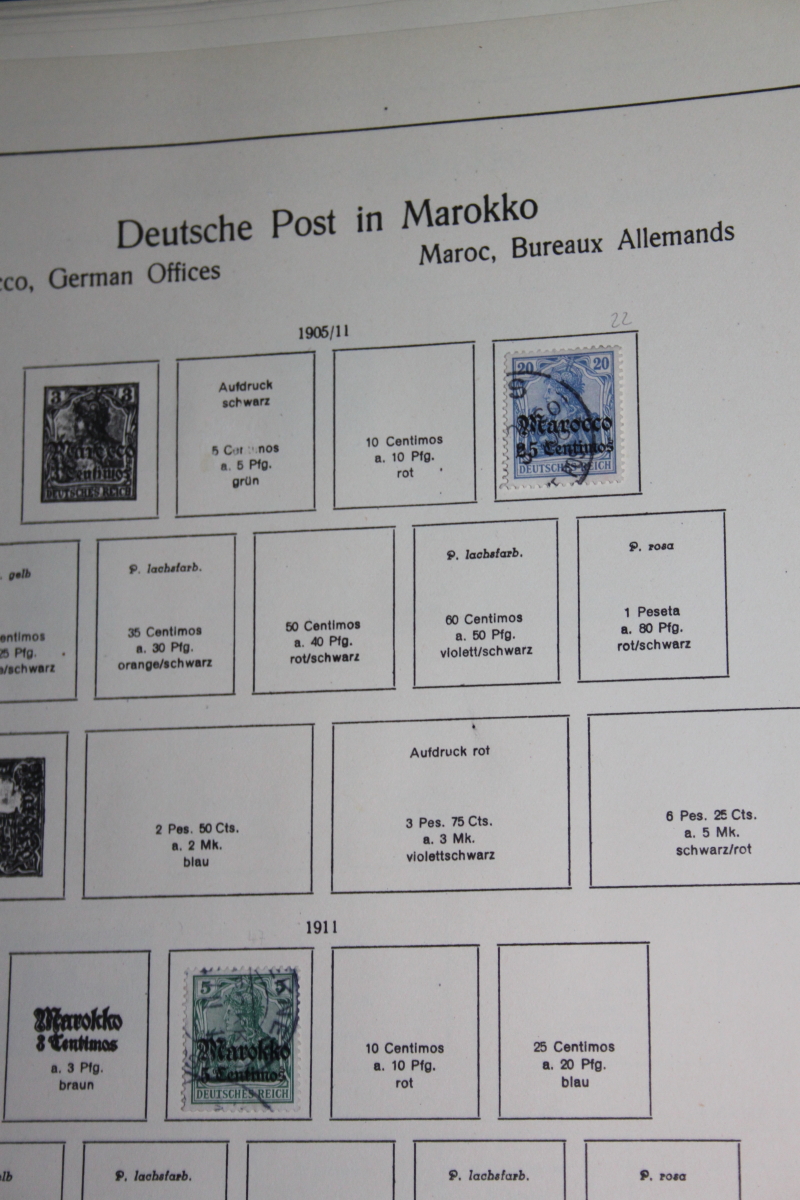 Deutsche Post in Marokko
German Offices
Maroc, Bureaux Allemands
1905/11
22
3 3
Marocco
3 Centimos
DEUTSCHES REICH
Aufdruck
schwarz
5 Centimos
a. 5 Pfg.
grün
10 Centimos
a. 10 Pfg.
rot
20 20
Marocco
25 Centimos
DEUTSCHES REICH
gelb
entimos
25 Pfg.
e/schwarz
P. lachsfarb.
35 Centimos
a. 30 Pfg.
orange/schwarz
50 Centimos
a. 40 Pfg.
rot/schwarz
P. lachsfarb.
60 Centimos
a. 50 Pfg.
violett/schwarz
P. rosa
1 Peseta
a. 80 Pfg.
rot/schwarz
2 Pes. 50 Cts.
a. 2 Mk.
blau
Aufdruck rot
3 Pes. 75 Cts.
a. 3 Mk.
violettschwarz
6 Pes. 25 Cts.
a. 5 Mk.
schwarz/rot
1911
Marokko
3 Centimos
a. 3 Pfg.
braun
5 5
Marokko
5 Centimos
DEUTSCHES REICH
10 Centimos
a. 10 Pfg.
rot
25 Centimos
a. 20 Pfg.
blau
elb
P. lachsfarb.
P. lachsfarb.
P. rosa